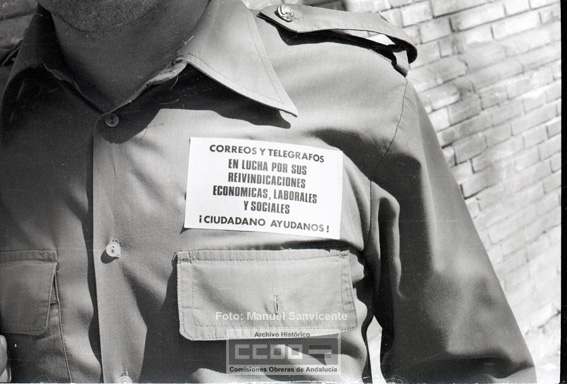 CORREOS Y TELEGRAFOS
EN LUCHA POR SUS
REIVINDICACIONES
ECONOMICAS, LABORALES
Y SOCIALES
¡CIUDADANO AYUDANOS!
Foto: Manuel Sanvicente
Archivo Histórico
CCOO
Comisiones Obreras de Andalucía